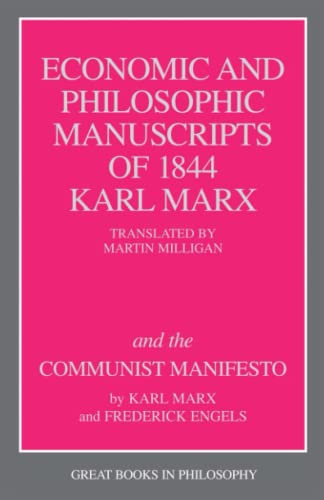 ECONOMIC AND
PHILOSOPHIC
MANUSCRIPTS
OF 1844
KARL MARX
TRANSLATED BY
MARTIN MILLIGAN
and the
COMMUNIST MANIFESTO
by KARL MARX
and FREDERICK ENGELS
GREAT BOOKS IN PHILOSOPHY